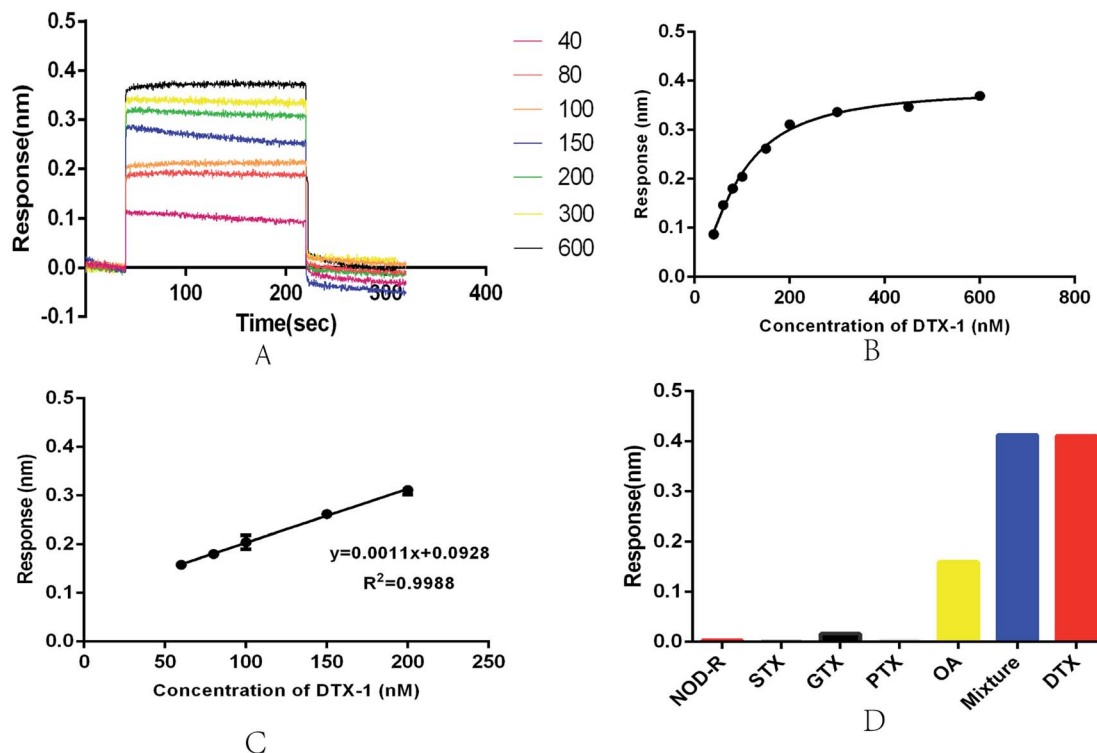 0.5
0.4
0.3
0.2
0.1
0.0
-0.1
Response(nm)
100
200
300
400
Time(sec)
40
80
100
150
200
300
600
A
0.5
0.4
0.3
0.2
0.1
0.0
Response (nm)
0
200
400
600
800
Concentration of DTX-1 (nM)
B
0.5
0.4
0.3
0.2
0.1
0.0
Response (nm)
y=0.0011x+0.0928
R²=0.9988
0
50
100
150
200
250
Concentration of DTX-1 (nM)
C
0.5
0.4
0.3
0.2
0.1
0.0
Response(nm)
NOD-R
STX
GTX
PTX
OA
Mixture
DTX
D